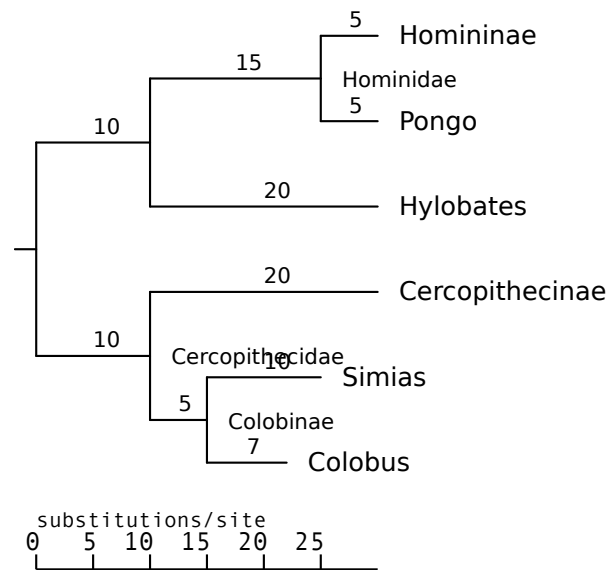 5
Homininae
15
Hominidae
5
Pongo
10
20
Hylobates
20
Cercopithecinae
10
Cercopithecidae
10
Simias
5
Colobinae
7
Colobus
substitutions/site
0 5 10 15 20 25